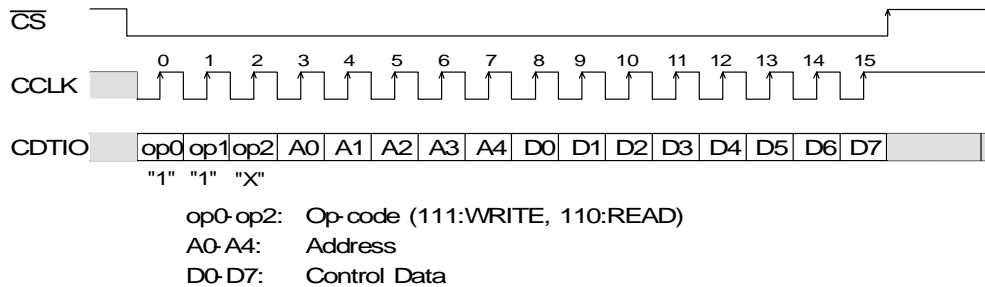 CS
0 1 2 3 4 5 6 7 8 9 10 11 12 13 14 15
CCLK
CDTIO op0 op1 op2 A0 A1 A2 A3 A4 D0 D1 D2 D3 D4 D5 D6 D7
"1" "1" "X"
op0-op2: Op-code (111:WRITE, 110:READ)
A0-A4: Address
D0-D7: Control Data